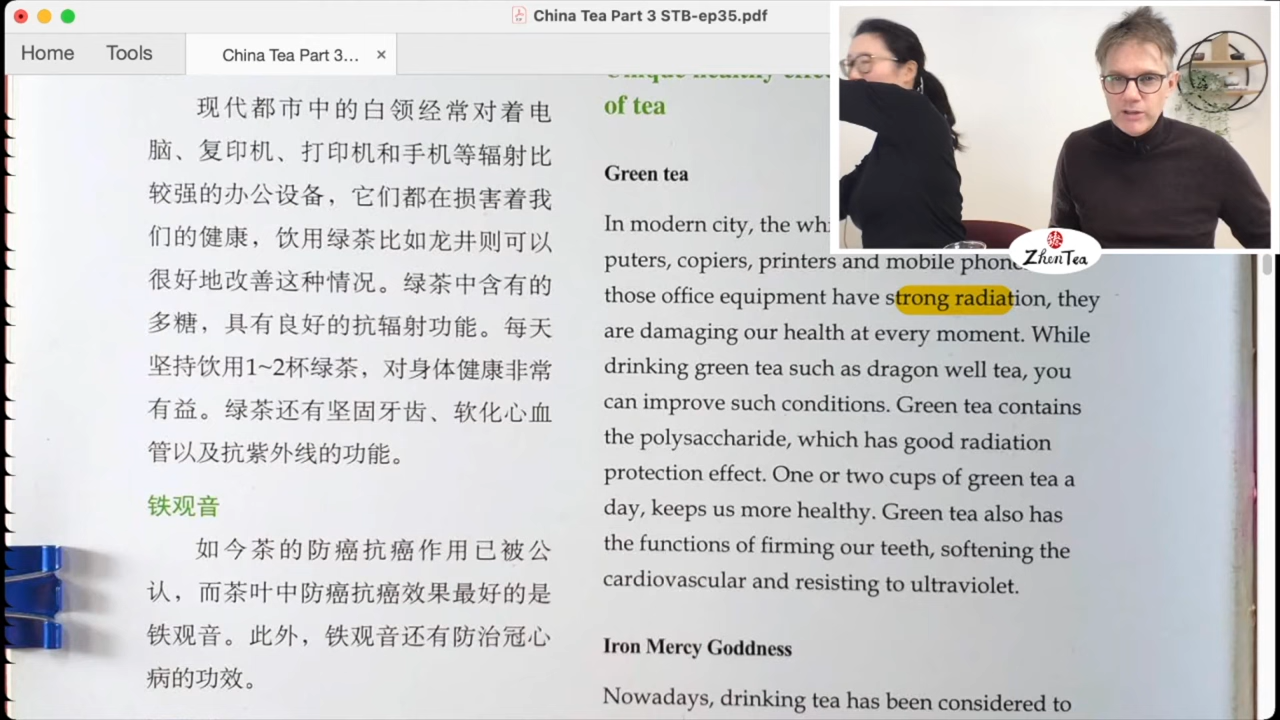 China Tea Part 3 STB-ep35.pdf
Home
Tools
China Tea Part 3...
×
现代都市中的白领经常对着电
脑、复印机、打印机和手机等辐射比
较强的办公设备，它们都在损害着我
们的健康，饮用绿茶比如龙井则可以
很好地改善这种情况。绿茶中含有的
多糖，具有良好的抗辐射功能。每天
坚持饮用1~2杯绿茶，对身体健康非常
有益。绿茶还有坚固牙齿、软化心血
管以及抗紫外线的功能。
铁观音
如今茶的防癌抗癌作用已被公
认，而茶叶中防癌抗癌效果最好的是
铁观音。此外，铁观音还有防治冠心
病的功效。
Unique healthy
of tea
Green tea
In modern city, the
puters, copiers, printers and mobile
those office equipment have strong radiation, they
are damaging our health at every moment. While
drinking green tea such as dragon well tea, you
can improve such conditions. Green tea contains
the polysaccharide, which has good radiation
protection effect. One or two cups of green tea a
day, keeps us more healthy. Green tea also has
the functions of firming our teeth, softening the
cardiovascular and resisting to ultraviolet.
Iron Mercy Goddness
Nowadays, drinking tea has been considered to
ZhenTea